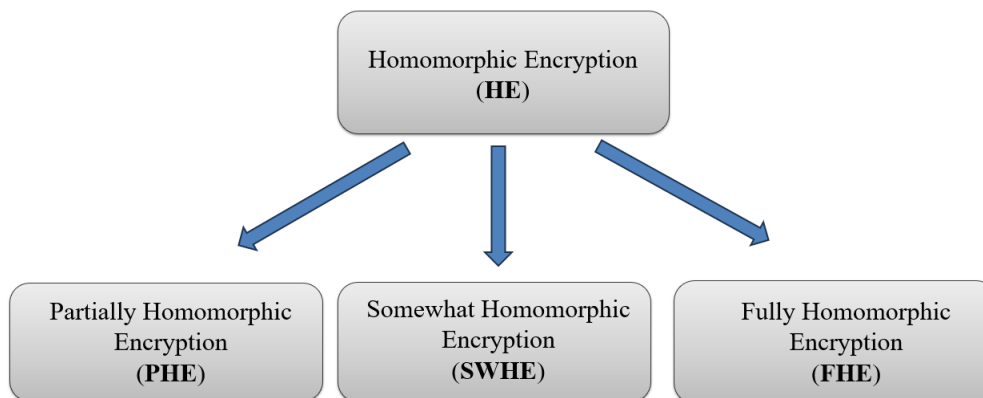 Homomorphic Encryption
(HE)
Partially Homomorphic
Encryption
(PHE)
Somewhat Homomorphic
Encryption
(SWHE)
Fully Homomorphic
Encryption
(FHE)